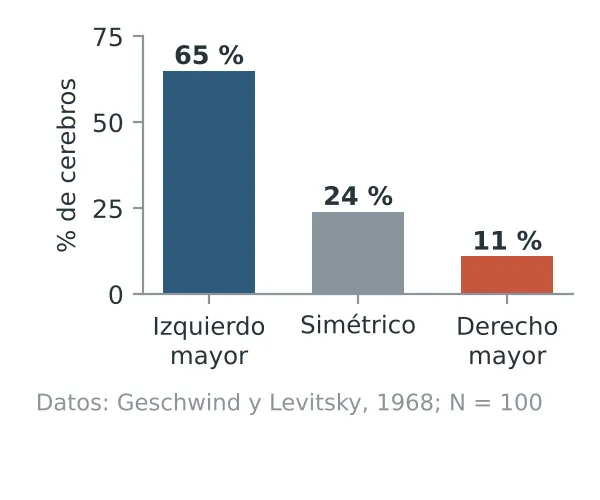 75
50
25
0
% de cerebros
65 %
24 %
11 %
Izquierdo
mayor
Simétrico
Derecho
mayor
Datos: Geschwind y Levitsky, 1968; N = 100